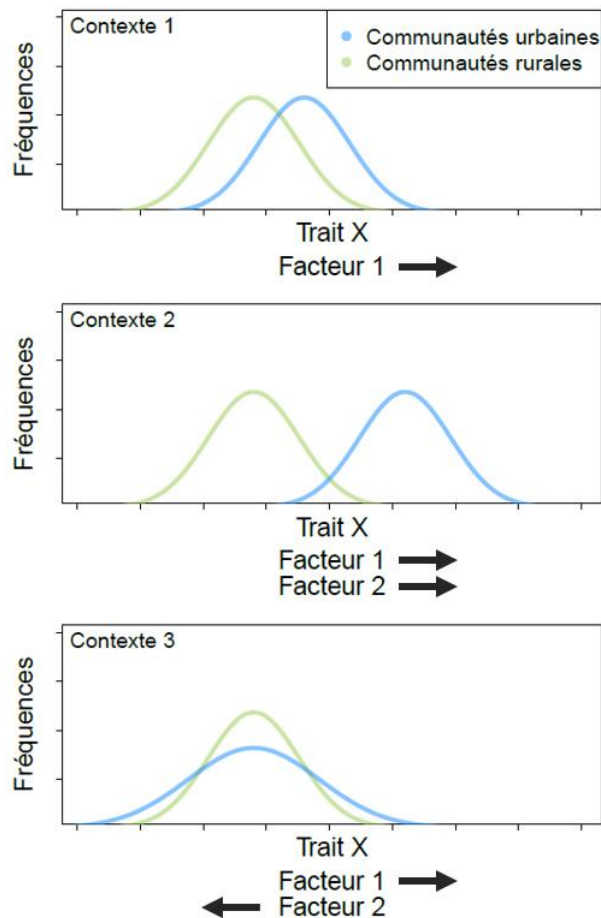 Contexte 1
Communautés urbaines
Communautés rurales
Fréquences
Trait X
Facteur 1
Contexte 2
Fréquences
Trait X
Facteur 1
Facteur 2
Contexte 3
Fréquences
Trait X
Facteur 1
Facteur 2